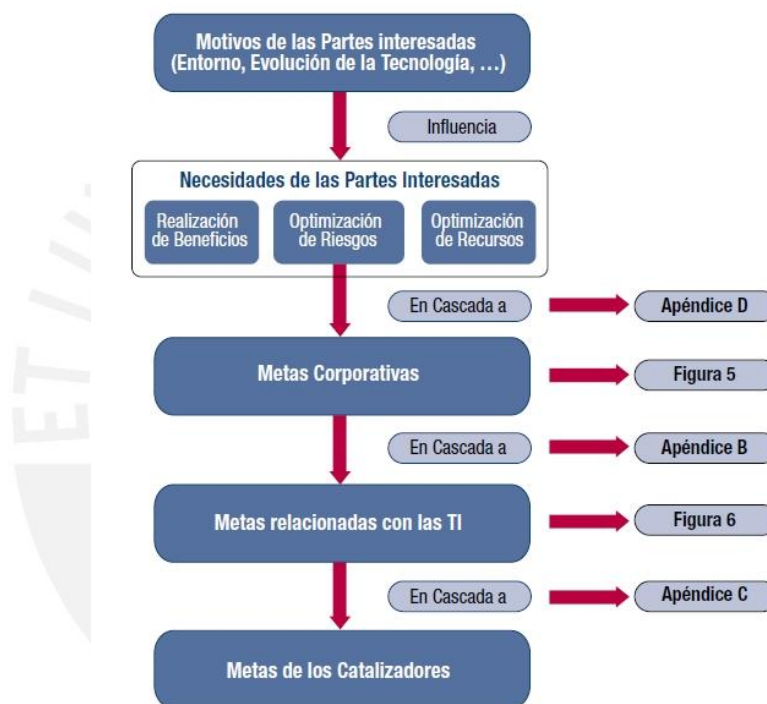 Motivos de las Partes interesadas
(Entorno, Evolución de la Tecnología, …)
Influencia
Necesidades de las Partes Interesadas
Realización
de Beneficios
Optimización
de Riesgos
Optimización
de Recursos
En Cascada a
Apéndice D
Metas Corporativas
Figura 5
En Cascada a
Apéndice B
Metas relacionadas con las TI
Figura 6
En Cascada a
Apéndice C
Metas de los Catalizadores
ET